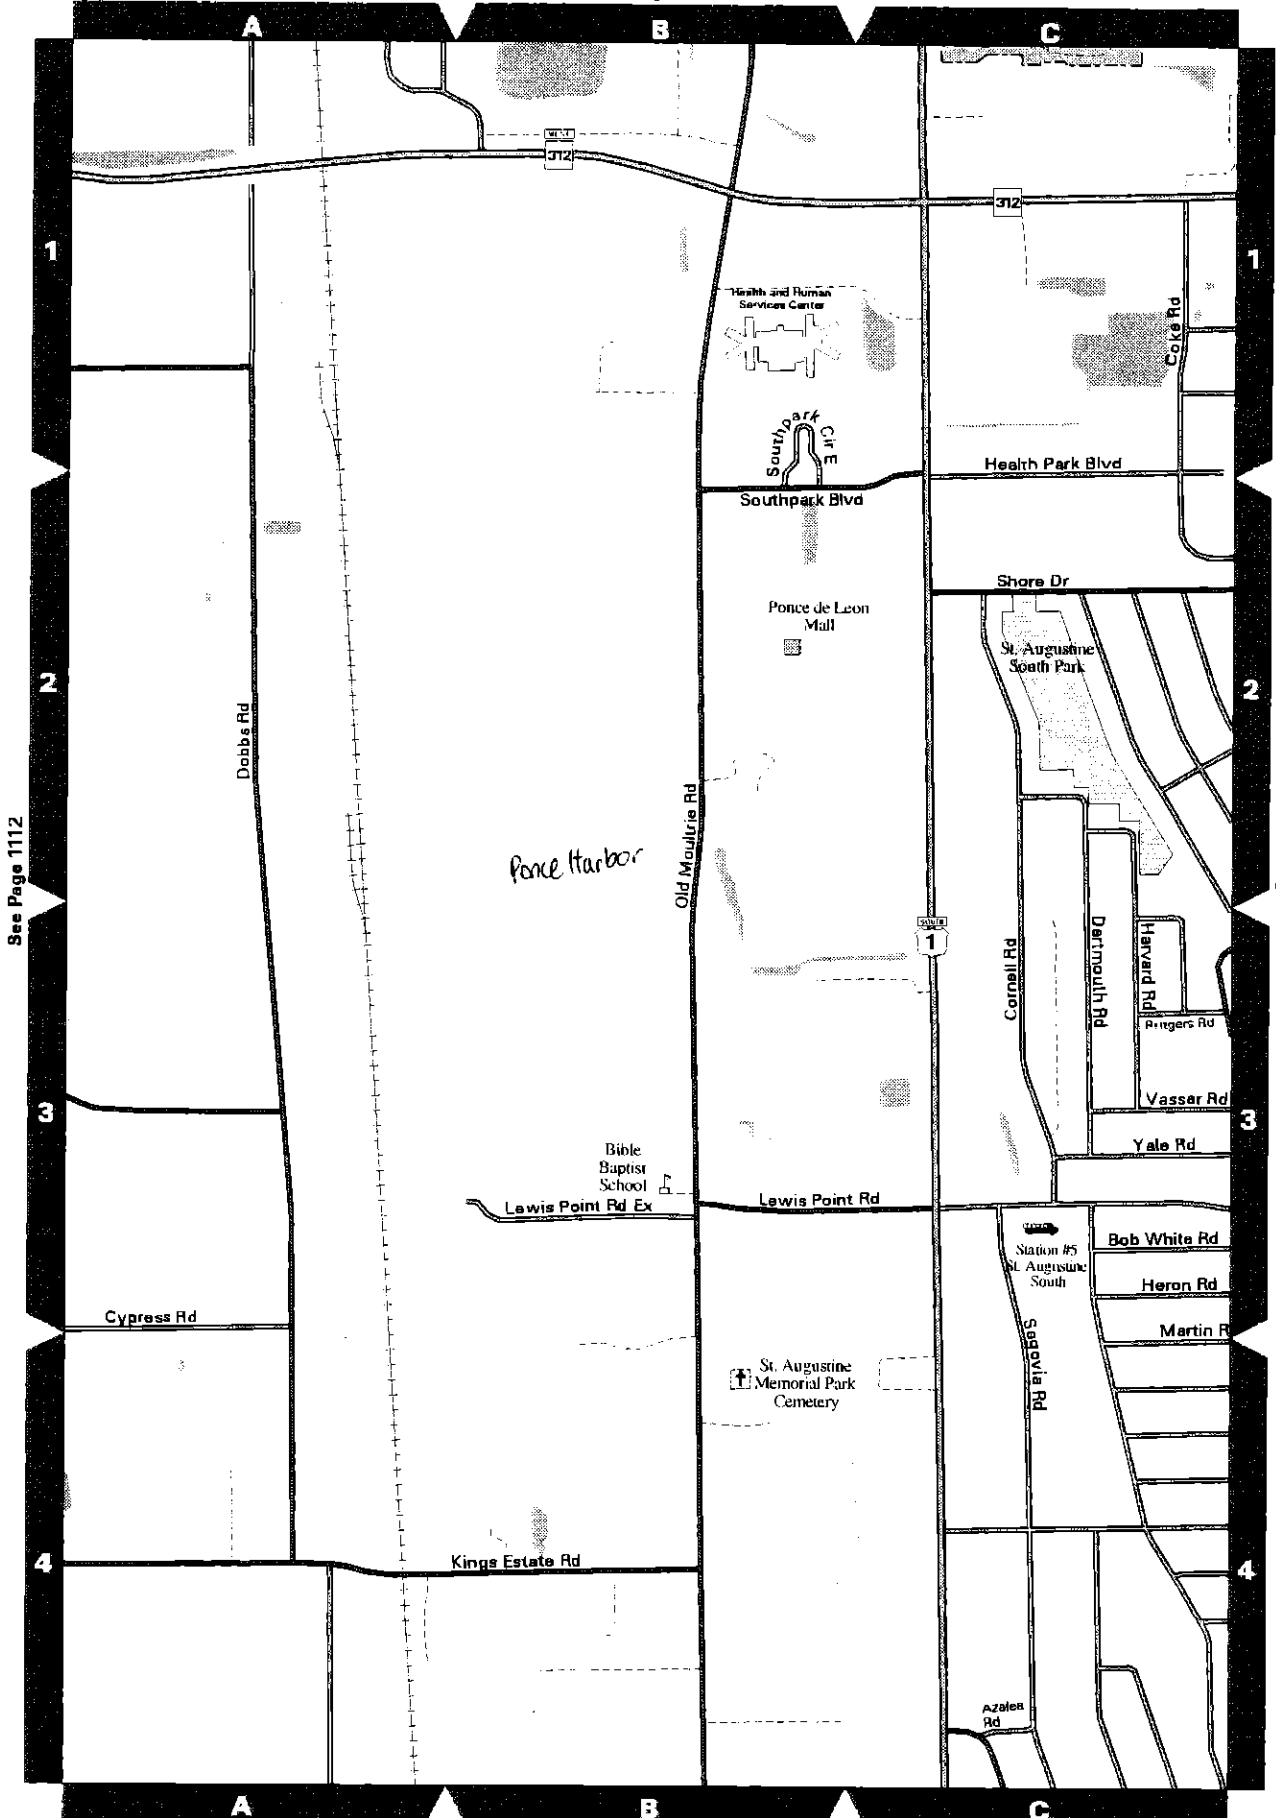 A
B
C
1
1
WEST
312
312
Health and Human
Services Center
Coke Rd
Southpark Cir E
Health Park Blvd
Southpark Blvd
Shore Dr
Ponce de Leon
Mall
St. Augustine
South Park
2
2
Dobbs Rd
Old Moultrie Rd
Ponce Harbor
See Page 1112
SOUTH
1
Cornell Rd
Dartmouth Rd
Harvard Rd
Rutgers Rd
Vassar Rd
Yale Rd
3
3
Bible
Baptist
School
Lewis Point Rd Ex
Lewis Point Rd
Station #5
St. Augustine
South
Bob White Rd
Heron Rd
Martin R
Cypress Rd
Segovia Rd
St. Augustine
Memorial Park
Cemetery
4
4
Kings Estate Rd
Azalea
Rd
A
B
C